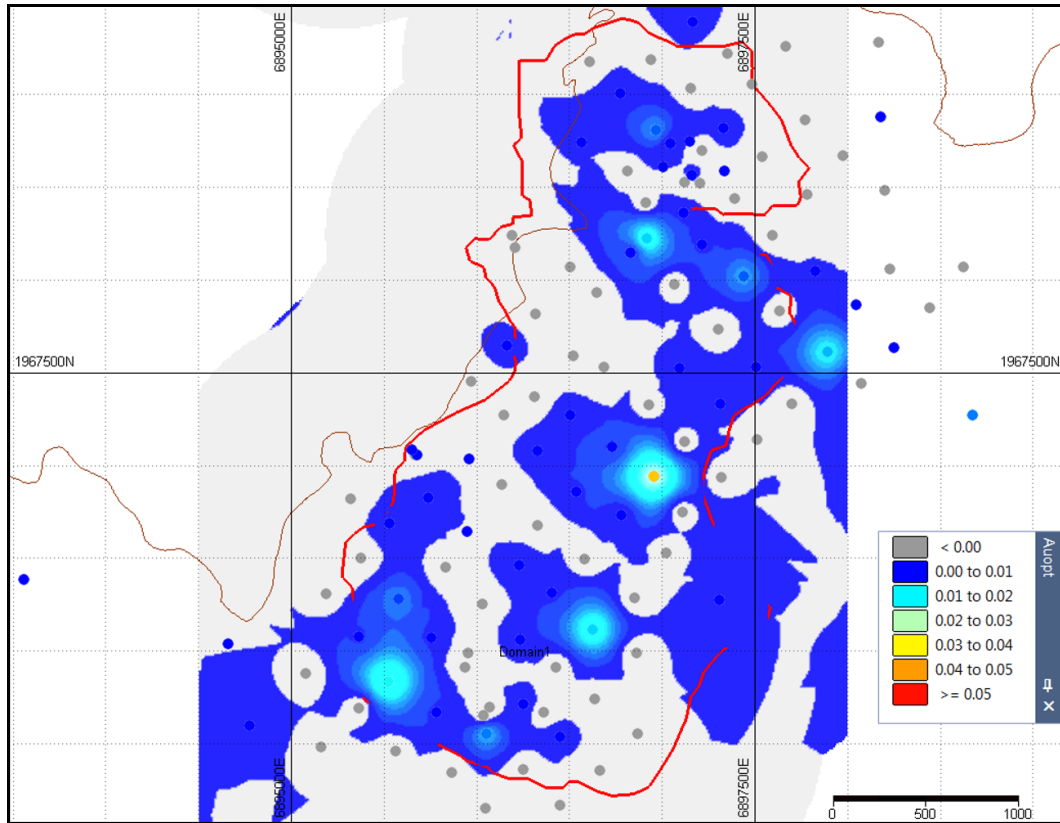 6895000E
6897500E
1967500N
1967500N
Domain1
Auopt
< 0.00
0.00 to 0.01
0.01 to 0.02
0.02 to 0.03
0.03 to 0.04
0.04 to 0.05
>= 0.05
6895000E
6897500E
0
500
1000